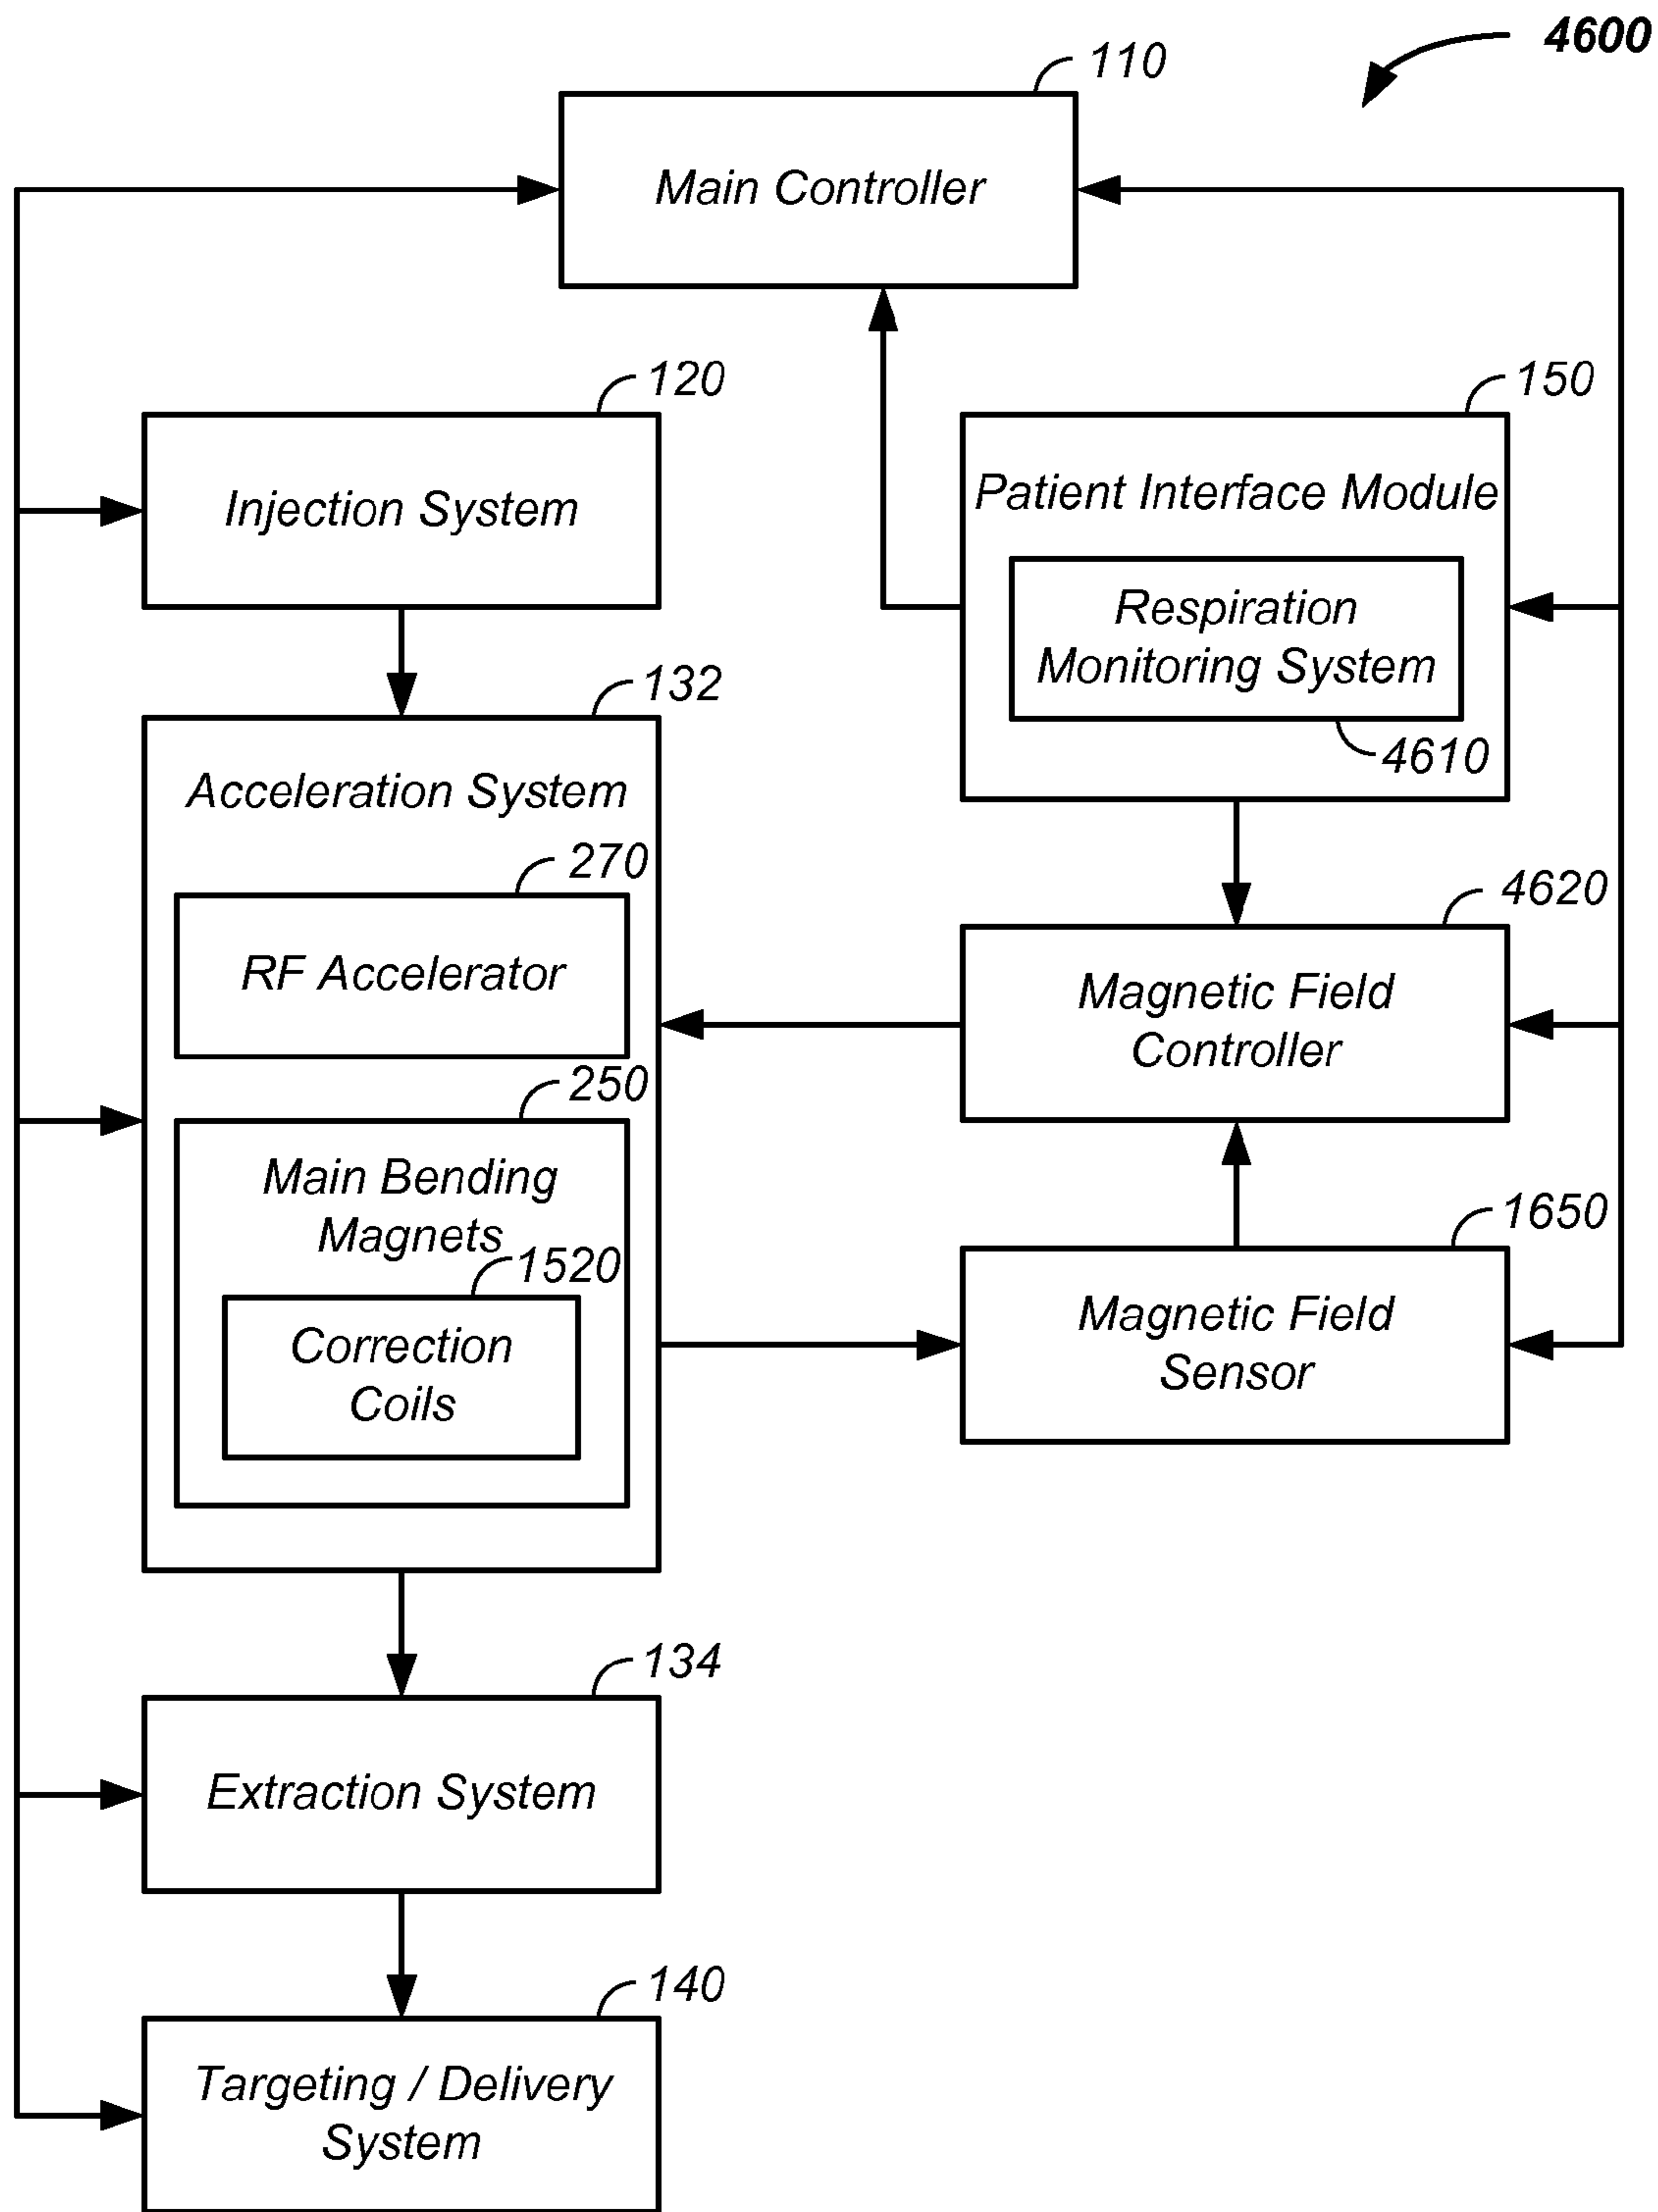 4600
110
Main Controller
120
Injection System
150
Patient Interface Module
Respiration
Monitoring System
4610
132
Acceleration System
270
RF Accelerator
250
Main Bending
Magnets
1520
Correction
Coils
4620
Magnetic Field
Controller
1650
Magnetic Field
Sensor
134
Extraction System
140
Targeting / Delivery
System